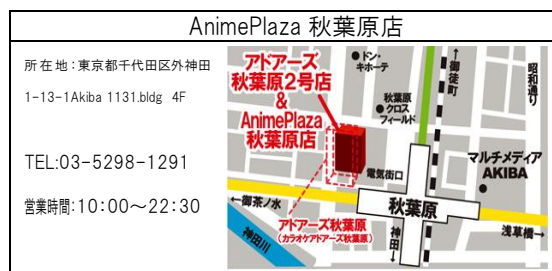 AnimePlaza 秋葉原店
所在地:東京都千代田区外神田
1-13-1Akiba 1131.bldg 4F
TEL:03-5298-1291
営業時間:10:00～22:30
アドアーズ
秋葉原2号店
&
AnimePlaza
秋葉原店
ドン・
キホーテ
秋葉原
クロス
フィールド
←御徒町
昭和通り
電気街口
マルチメディア
AKIBA
←御茶ノ水
秋葉原
アドアーズ秋葉原
(カラオケアドアーズ秋葉原)
神田川
神田→
浅草橋→